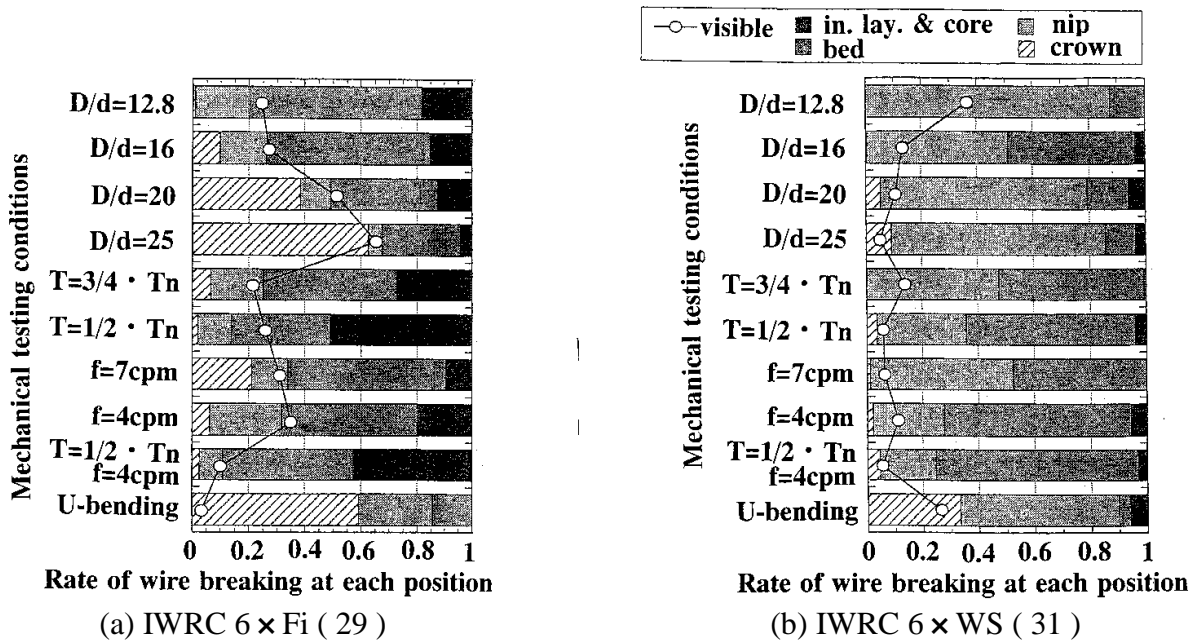 visible
in. lay. & core
nip
bed
crown
Mechanical testing conditions
D/d=12.8
D/d=16
D/d=20
D/d=25
T=3/4・Tn
T=1/2・Tn
f=7cpm
f=4cpm
T=1/2・Tn
f=4cpm
U-bending
0 0.2 0.4 0.6 0.8 1
Rate of wire breaking at each position
(a) IWRC 6×Fi ( 29 )
Mechanical testing conditions
D/d=12.8
D/d=16
D/d=20
D/d=25
T=3/4・Tn
T=1/2・Tn
f=7cpm
f=4cpm
T=1/2・Tn
f=4cpm
U-bending
0 0.2 0.4 0.6 0.8 1
Rate of wire breaking at each position
(b) IWRC 6×WS ( 31 )